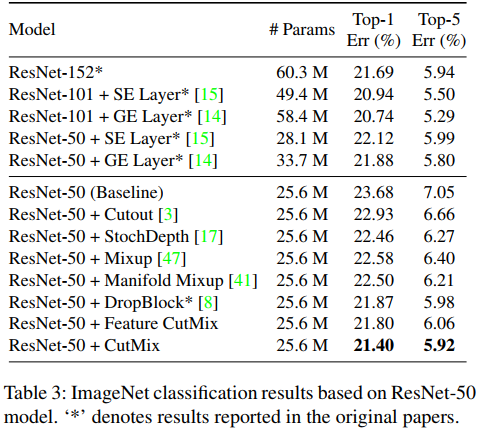 Model # Params Top-1 Err (%) Top-5 Err (%)
ResNet-152* 60.3 M 21.69 5.94
ResNet-101 + SE Layer* [15] 49.4 M 20.94 5.50
ResNet-101 + GE Layer* [14] 58.4 M 20.74 5.29
ResNet-50 + SE Layer* [15] 28.1 M 22.12 5.99
ResNet-50 + GE Layer* [14] 33.7 M 21.88 5.80
ResNet-50 (Baseline) 25.6 M 23.68 7.05
ResNet-50 + Cutout [3] 25.6 M 22.93 6.66
ResNet-50 + StochDepth [17] 25.6 M 22.46 6.27
ResNet-50 + Mixup [47] 25.6 M 22.58 6.40
ResNet-50 + Manifold Mixup [41] 25.6 M 22.50 6.21
ResNet-50 + DropBlock* [8] 25.6 M 21.87 5.98
ResNet-50 + Feature CutMix 25.6 M 21.80 6.06
ResNet-50 + CutMix 25.6 M 21.40 5.92
Table 3: ImageNet classification results based on ResNet-50
model. ‘*’ denotes results reported in the original papers.